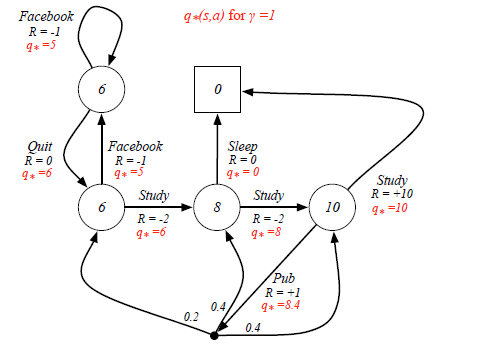 Facebook
R = -1
q* =5
q*(s,a) for γ =1
6
0
Quit
R = 0
q* =6
Facebook
R = -1
q* =5
Sleep
R = 0
q* = 0
Study
R = +10
q* =10
6
Study
R = -2
q* =6
8
Study
R = -2
q* =8
10
Pub
R = +1
q* =8.4
0.2
0.4
0.4